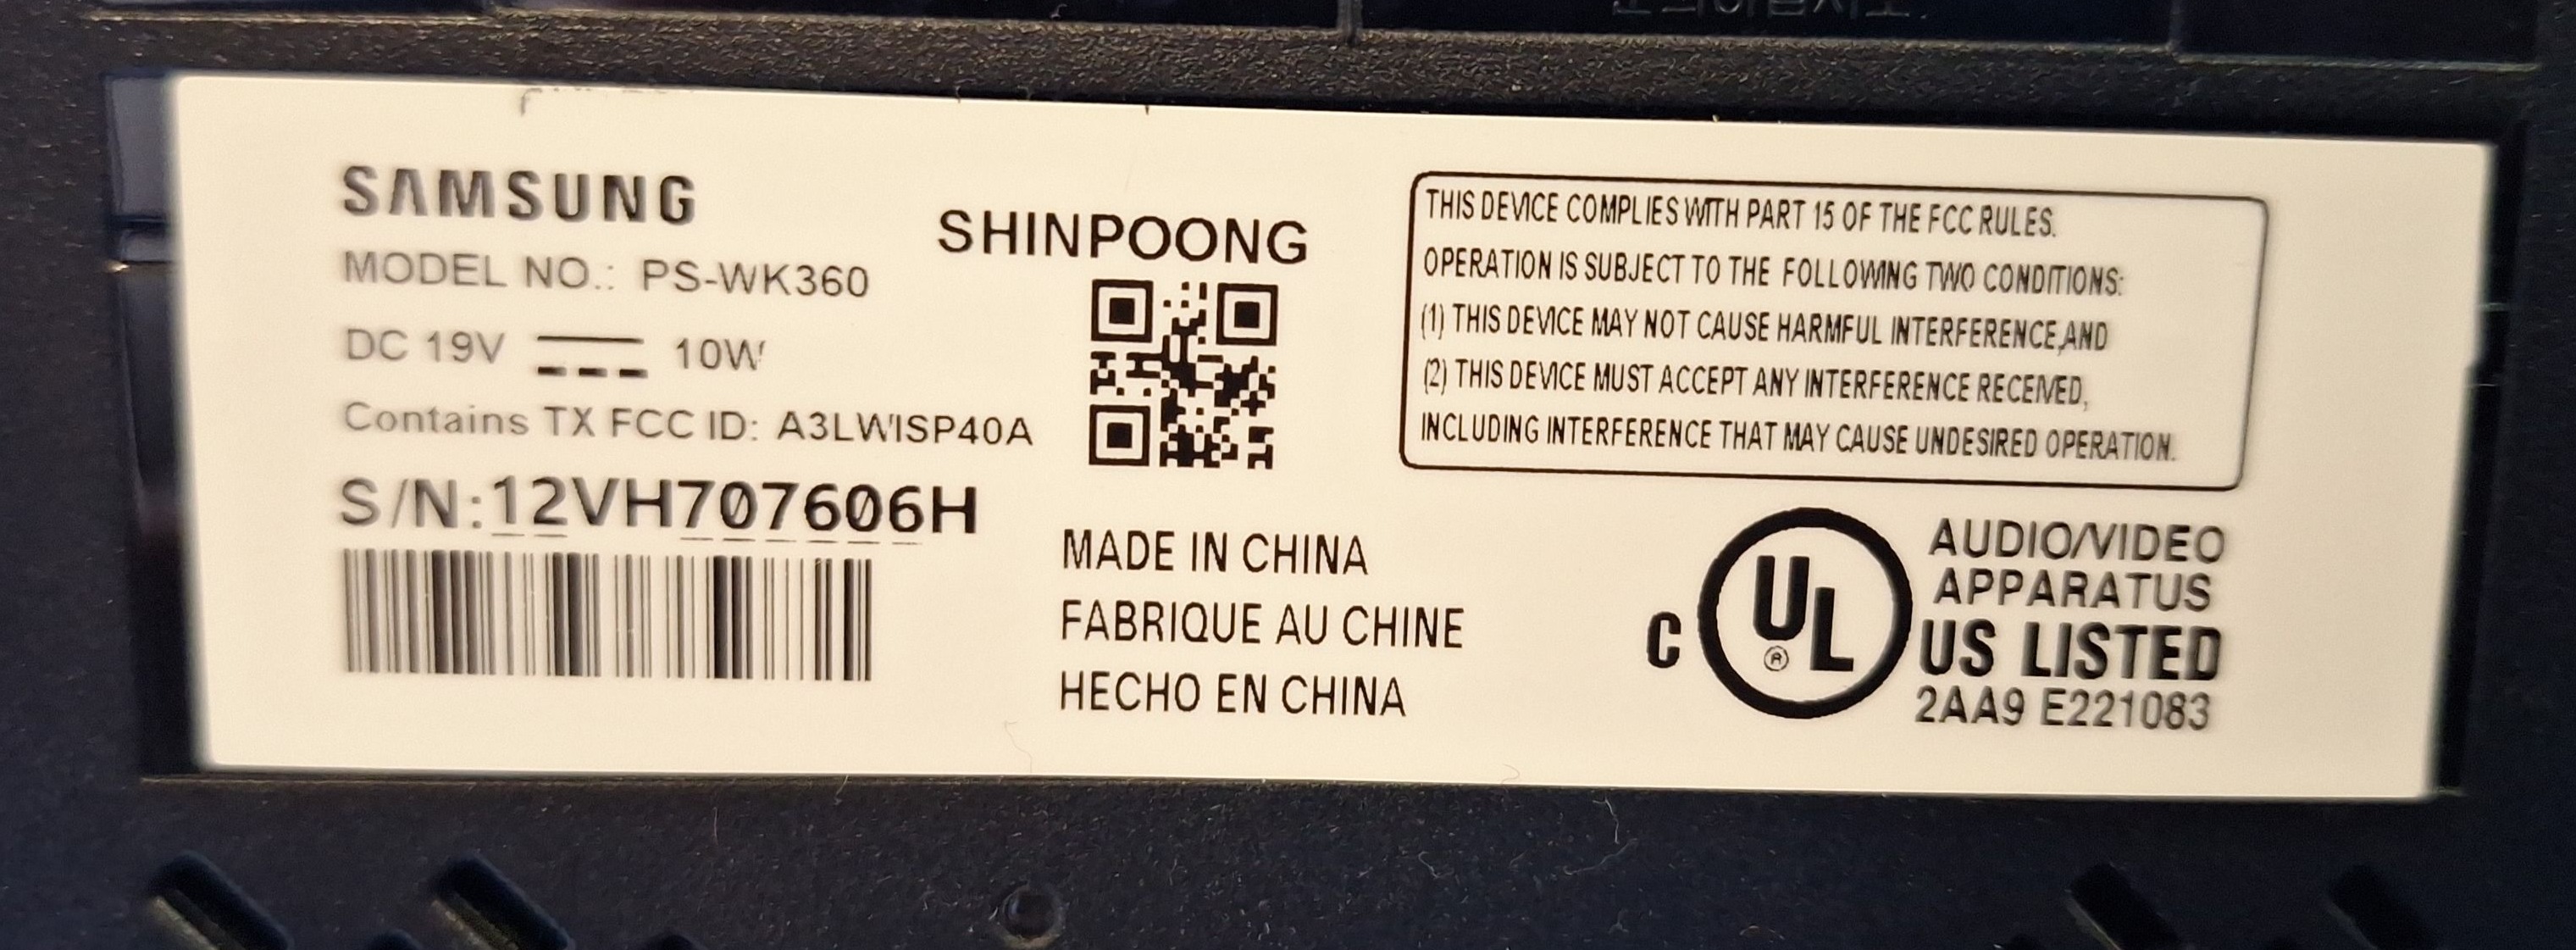 SAMSUNG
MODEL NO.: PS-WK360
DC 19V 10W
Contains TX FCC ID: A3LWISP40A
S/N:12VH707606H
SHINPOONG
MADE IN CHINA
FABRIQUE AU CHINE
HECHO EN CHINA
THIS DEVICE COMPLIES WITH PART 15 OF THE FCC RULES.
OPERATION IS SUBJECT TO THE FOLLOWING TWO CONDITIONS:
(1) THIS DEVICE MAY NOT CAUSE HARMFUL INTERFERENCE,AND
(2) THIS DEVICE MUST ACCEPT ANY INTERFERENCE RECEIVED,
INCLUDING INTERFERENCE THAT MAY CAUSE UNDESIRED OPERATION.
C UL ®
AUDIO/VIDEO
APPARATUS
US LISTED
2AA9 E221083